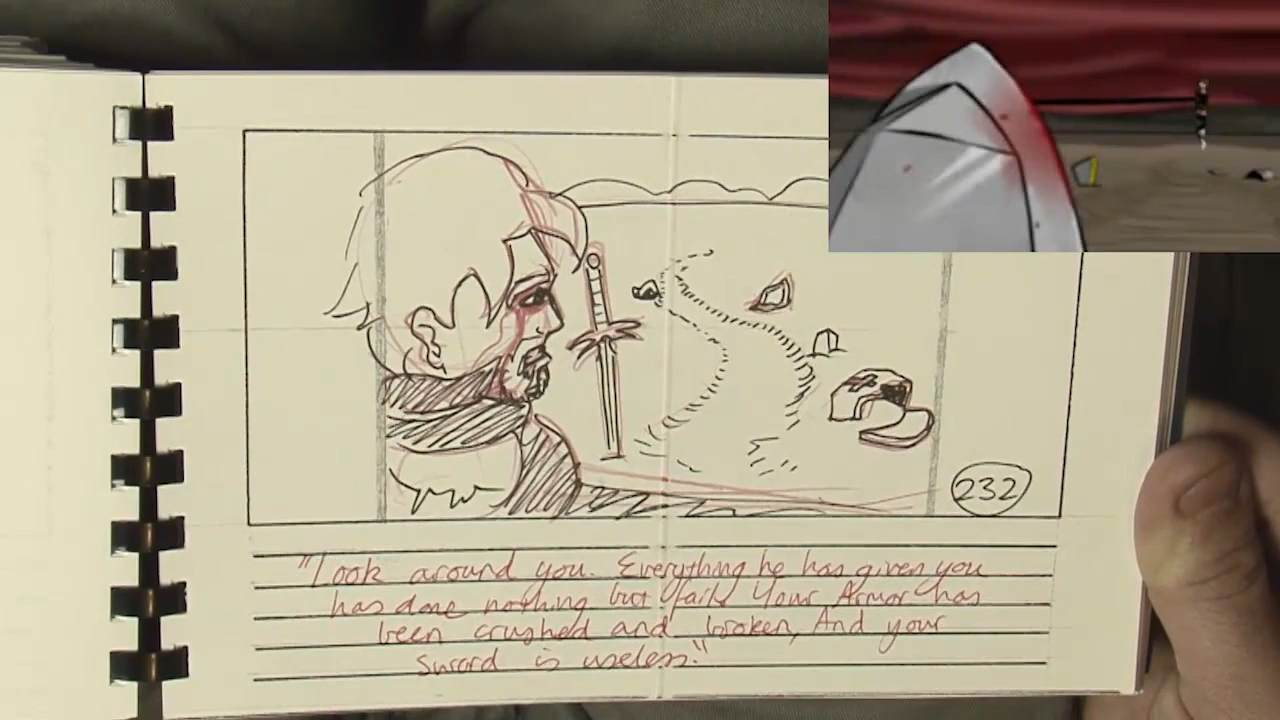 232
"Look around you. Everything he has given you
has done nothing but fail. Your Armor has
been crushed and broken, And your
Sword is useless."